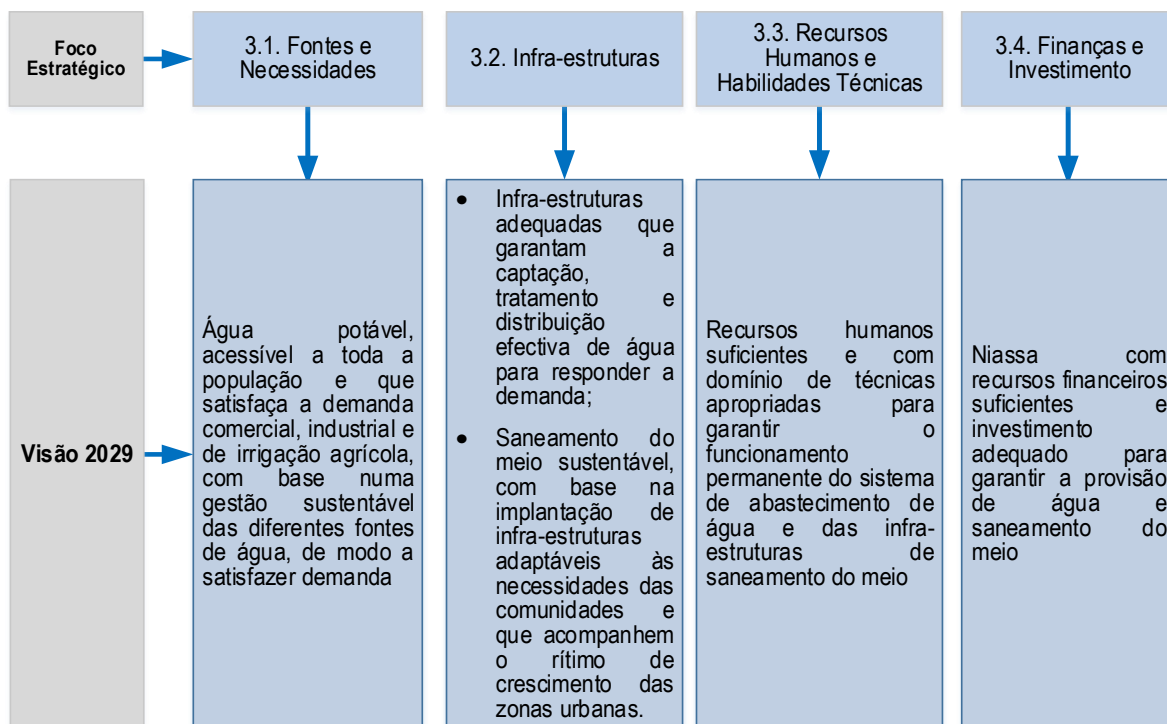 Foco
Estratégico
3.1. Fontes e
Necessidades
3.2. Infra-estruturas
3.3. Recursos
Humanos e
Habilidades Técnicas
3.4. Finanças e
Investimento
Visão 2029
Água potável,
acessível a toda a
população e que
satisfaça a demanda
comercial, industrial e
de irrigação agrícola,
com base numa
gestão sustentável
das diferentes fontes
de água, de modo a
satisfazer demanda
• Infra-estruturas
adequadas que
garantam a
captação,
tratamento e
distribuição
efectiva de água
para responder a
demanda;
• Saneamento do
meio sustentável,
com base na
implantação de
infra-estruturas
adaptáveis às
necessidades das
comunidades e
que acompanhem
o rítimo de
crescimento das
zonas urbanas.
Recursos humanos
suficientes e com
domínio de técnicas
apropriadas para
garantir o
funcionamento
permanente do sistema
de abastecimento de
água e das infra-
estruturas de
saneamento do meio
Niassa com
recursos financeiros
suficientes e
investimento
adequado para
garantir a provisão
de água e
saneamento do
meio